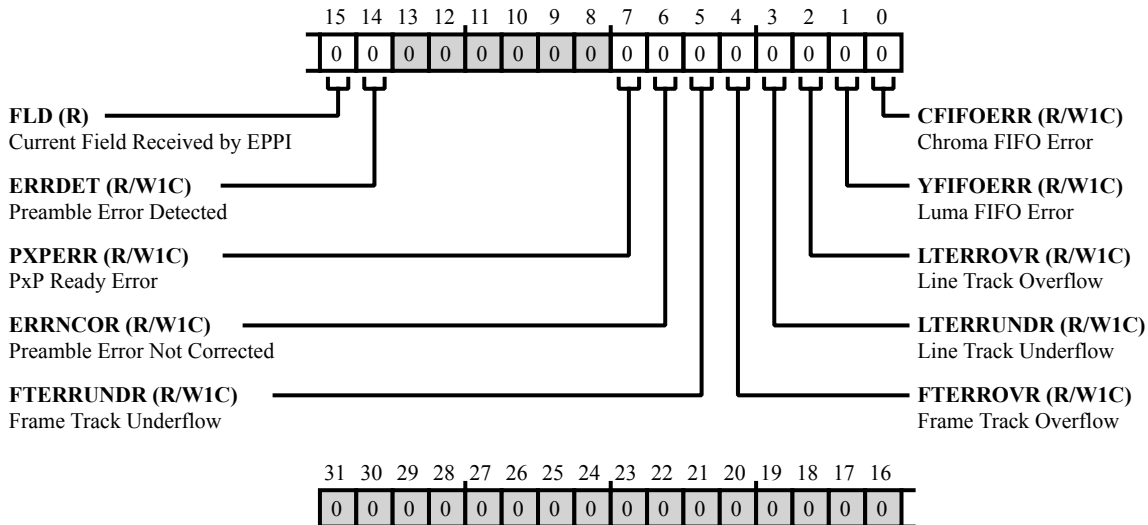 15 14 13 12 11 10 9 8 7 6 5 4 3 2 1 0
0 0 0 0 0 0 0 0 0 0 0 0 0 0 0 0
FLD (R)
Current Field Received by EPPI
ERRDET (R/W1C)
Preamble Error Detected
PXPERR (R/W1C)
PxP Ready Error
ERRNCOR (R/W1C)
Preamble Error Not Corrected
FTERRUNDR (R/W1C)
Frame Track Underflow
CFIFOERR (R/W1C)
Chroma FIFO Error
YFIFOERR (R/W1C)
Luma FIFO Error
LTERROVR (R/W1C)
Line Track Overflow
LTERRUNDR (R/W1C)
Line Track Underflow
FTERROVR (R/W1C)
Frame Track Overflow
31 30 29 28 27 26 25 24 23 22 21 20 19 18 17 16
0 0 0 0 0 0 0 0 0 0 0 0 0 0 0 0